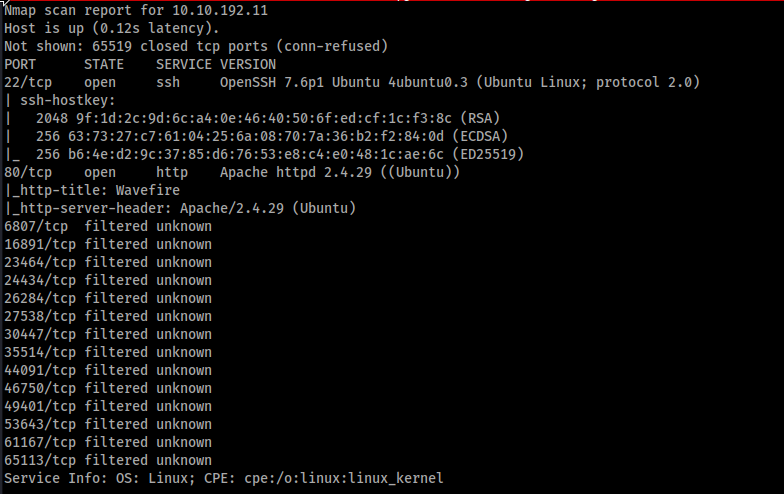 Nmap scan report for 10.10.192.11
Host is up (0.12s latency).
Not shown: 65519 closed tcp ports (conn-refused)
PORT      STATE    SERVICE VERSION
22/tcp    open     ssh     OpenSSH 7.6p1 Ubuntu 4ubuntu0.3 (Ubuntu Linux; protocol 2.0)
| ssh-hostkey:
|   2048 9f:1d:2c:9d:6c:a4:0e:46:40:50:6f:ed:cf:1c:f3:8c (RSA)
|   256 63:73:27:c7:61:04:25:6a:08:70:7a:36:b2:f2:84:0d (ECDSA)
|_  256 b6:4e:d2:9c:37:85:d6:76:53:e8:c4:e0:48:1c:ae:6c (ED25519)
80/tcp    open     http    Apache httpd 2.4.29 ((Ubuntu))
|_http-title: Wavefire
|_http-server-header: Apache/2.4.29 (Ubuntu)
6807/tcp  filtered unknown
16891/tcp filtered unknown
23464/tcp filtered unknown
24434/tcp filtered unknown
26284/tcp filtered unknown
27538/tcp filtered unknown
30447/tcp filtered unknown
35514/tcp filtered unknown
44091/tcp filtered unknown
46750/tcp filtered unknown
49401/tcp filtered unknown
53643/tcp filtered unknown
61167/tcp filtered unknown
65113/tcp filtered unknown
Service Info: OS: Linux; CPE: cpe:/o:linux:linux_kernel